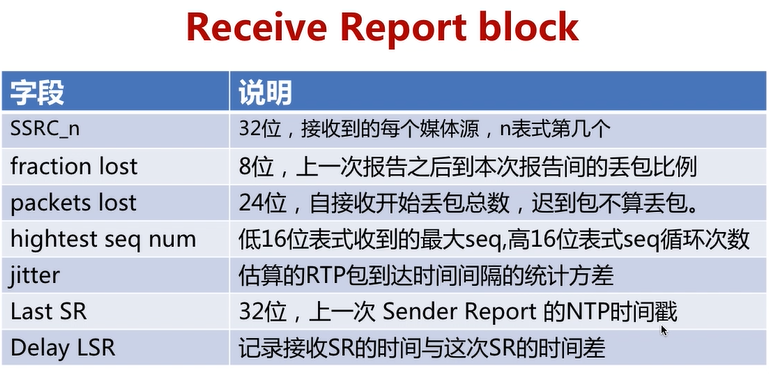 Receive Report block
字段 说明
SSRC_n 32位，接收到的每个媒体源，n表式第几个
fraction lost 8位，上一次报告之后到本次报告间的丢包比例
packets lost 24位，自接收开始丢包总数，迟到包不算丢包。
hightest seq num 低16位表式收到的最大seq,高16位表式seq循环次数
jitter 估算的RTP包到达时间间隔的统计方差
Last SR 32位，上一次 Sender Report 的NTP时间戳
Delay LSR 记录接收SR的时间与这次SR的时间差